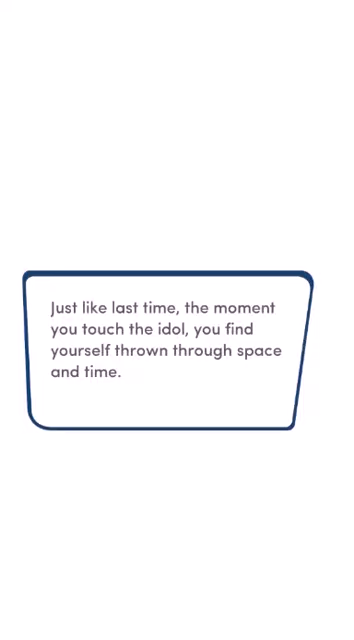 Just like last time, the moment
you touch the idol, you find
yourself thrown through space
and time.